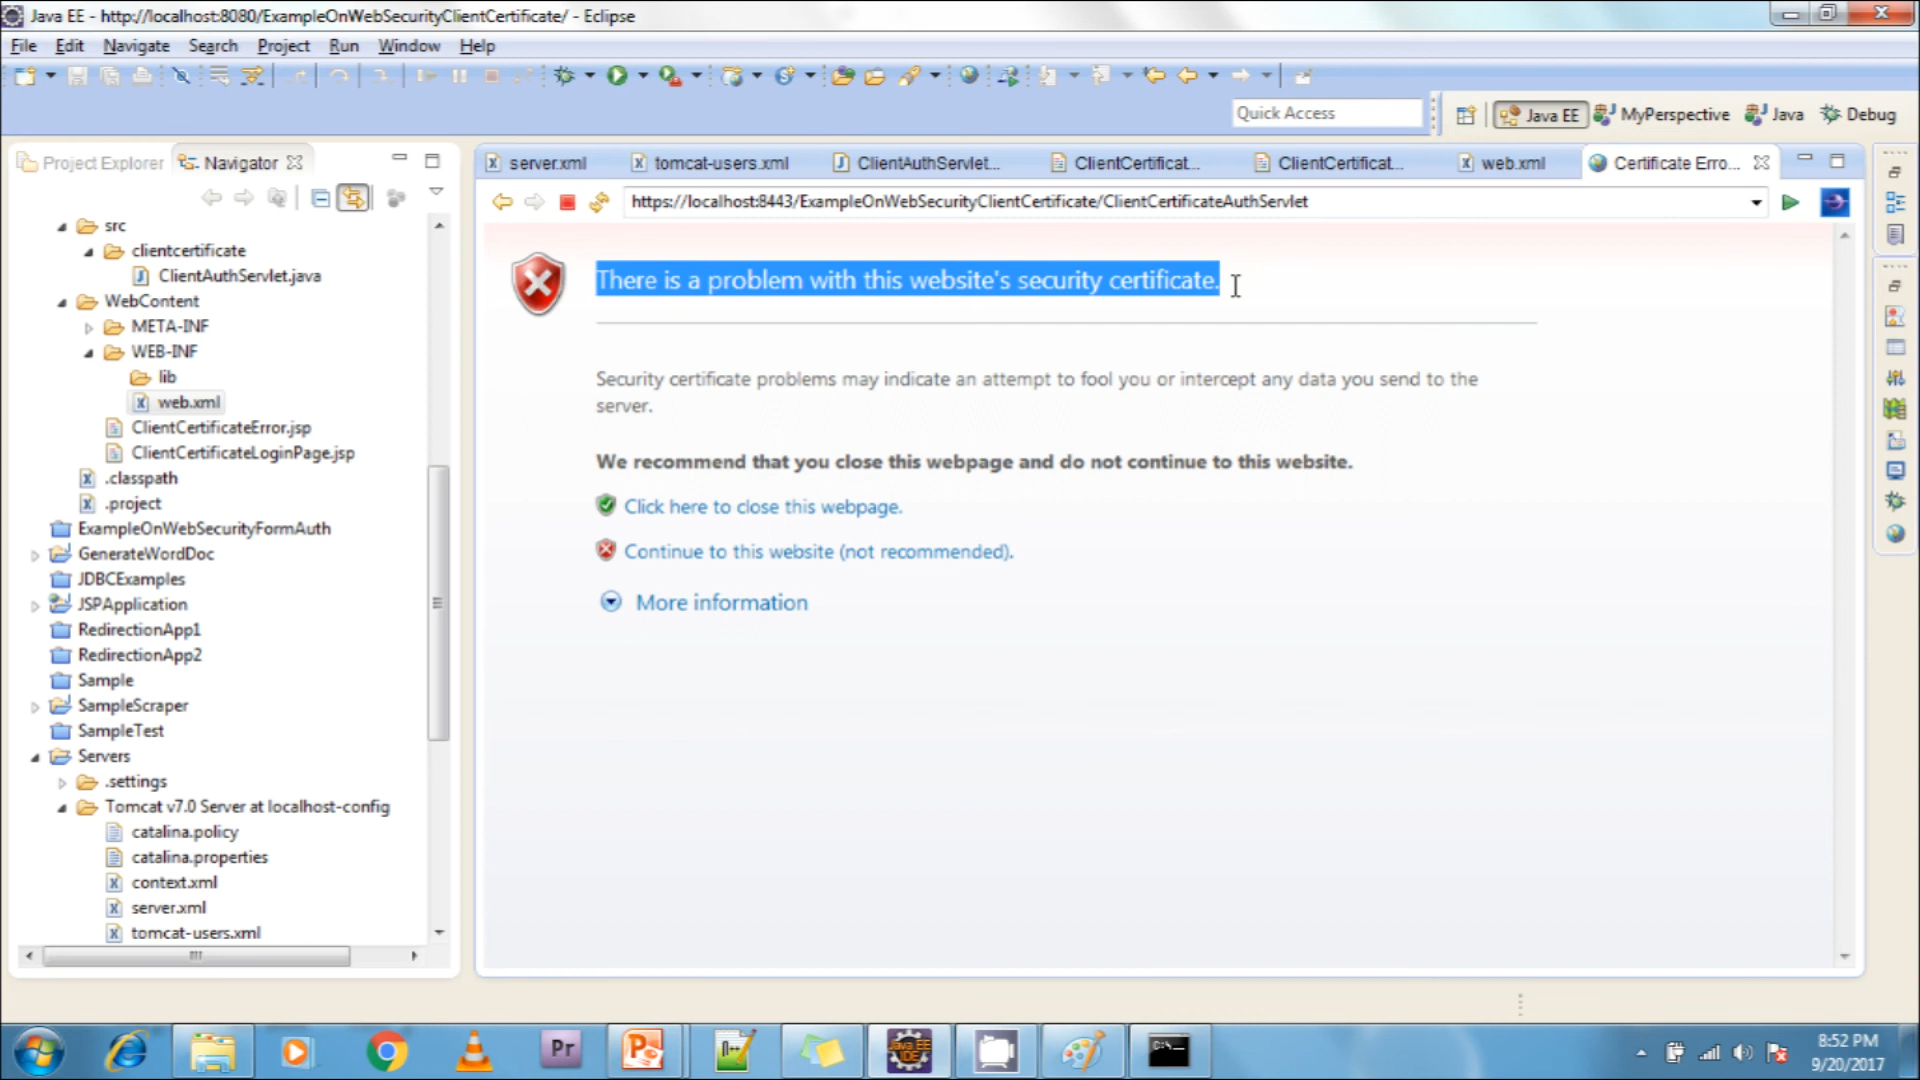 Java EE - http://localhost:8080/ExampleOnWebSecurityClientCertificate/ - Eclipse
File Edit Navigate Search Project Run Window Help
Quick Access
Java EE MyPerspective Java Debug
Project Explorer Navigator
server.xml tomcat-users.xml ClientAuthServlet... ClientCertificat... ClientCertificat... web.xml Certificate Erro...
https://localhost:8443/ExampleOnWebSecurityClientCertificate/ClientCertificateAuthServlet
src
clientcertificate
ClientAuthServlet.java
WebContent
META-INF
WEB-INF
lib
web.xml
ClientCertificateError.jsp
ClientCertificateLoginPage.jsp
.classpath
.project
ExampleOnWebSecurityFormAuth
GenerateWordDoc
JDBCExamples
JSPApplication
RedirectionApp1
RedirectionApp2
Sample
SampleScraper
SampleTest
Servers
.settings
Tomcat v7.0 Server at localhost-config
catalina.policy
catalina.properties
context.xml
server.xml
tomcat-users.xml
There is a problem with this website's security certificate.
Security certificate problems may indicate an attempt to fool you or intercept any data you send to the
server.
We recommend that you close this webpage and do not continue to this website.
Click here to close this webpage.
Continue to this website (not recommended).
More information
Pr
Java EE
IDE
C:\
8:52 PM
9/20/2017